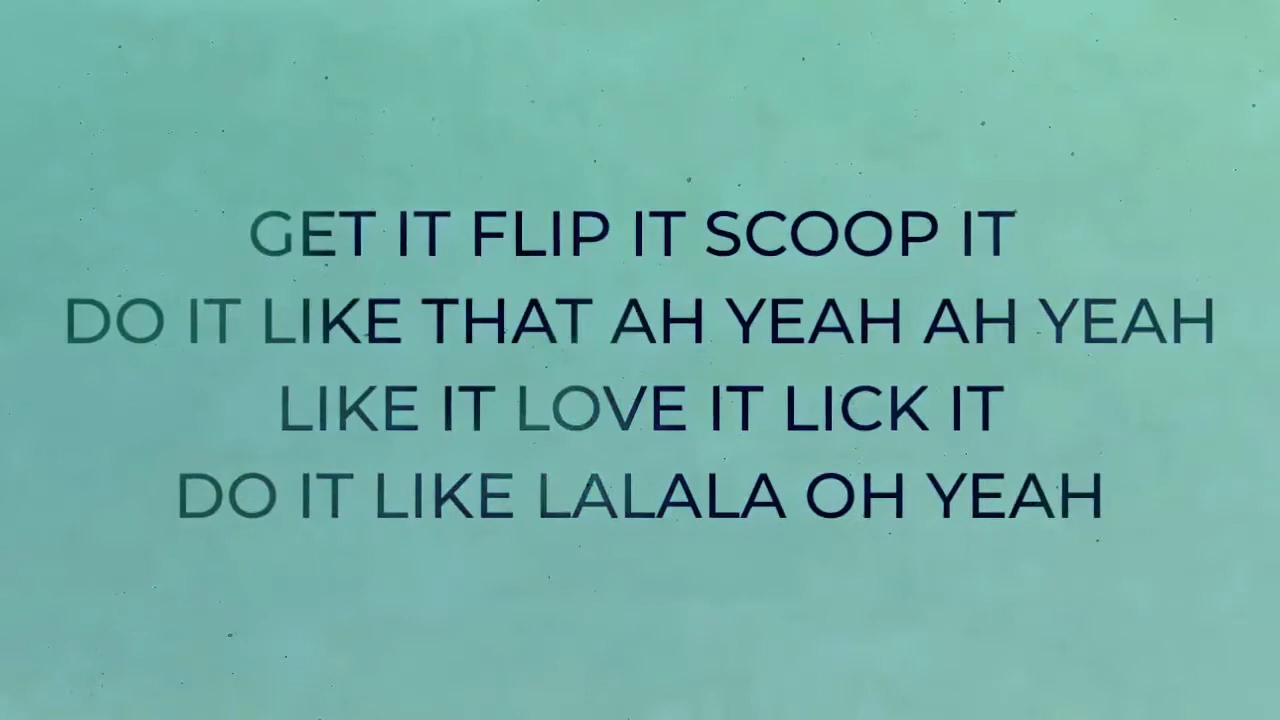 GET IT FLIP IT SCOOP IT
DO IT LIKE THAT AH YEAH AH YEAH
LIKE IT LOVE IT LICK IT
DO IT LIKE LALALA OH YEAH